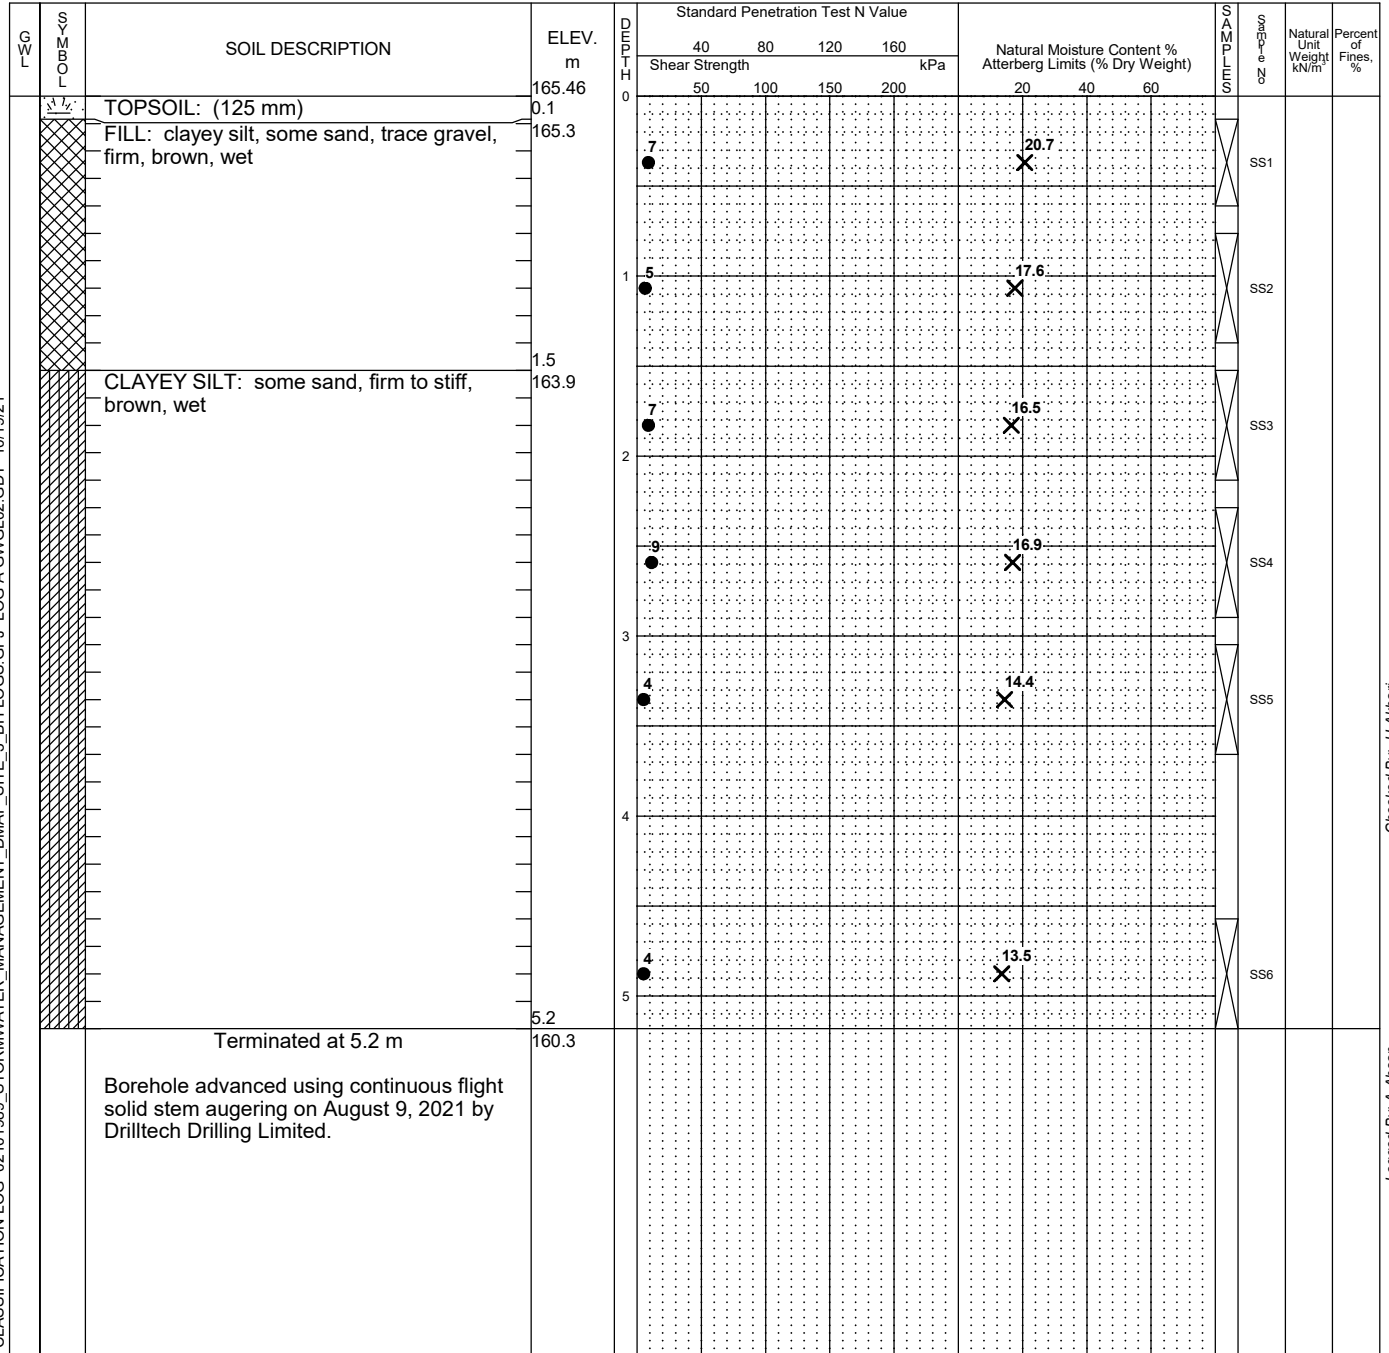 GWL
SYMBOL
SOIL DESCRIPTION
ELEV.
m
165.46
DEPTH
Standard Penetration Test N Value
40 80 120 160
Shear Strength kPa
50 100 150 200
Natural Moisture Content %
Atterberg Limits (% Dry Weight)
20 40 60
SAMPLES
Sample No
Natural
Unit
Weight
kN/m³
Percent
of
Fines,
%
0
TOPSOIL: (125 mm)
0.1
165.3
FILL: clayey silt, some sand, trace gravel,
firm, brown, wet
7 20.7
SS1
1
5 17.6
SS2
1.5
163.9
CLAYEY SILT: some sand, firm to stiff,
brown, wet
7 16.5
SS3
2
9 16.9
SS4
3
4 14.4
SS5
4
4 13.5
SS6
5
5.2
160.3
Terminated at 5.2 m
Borehole advanced using continuous flight
solid stem augering on August 9, 2021 by
Drilltech Drilling Limited.